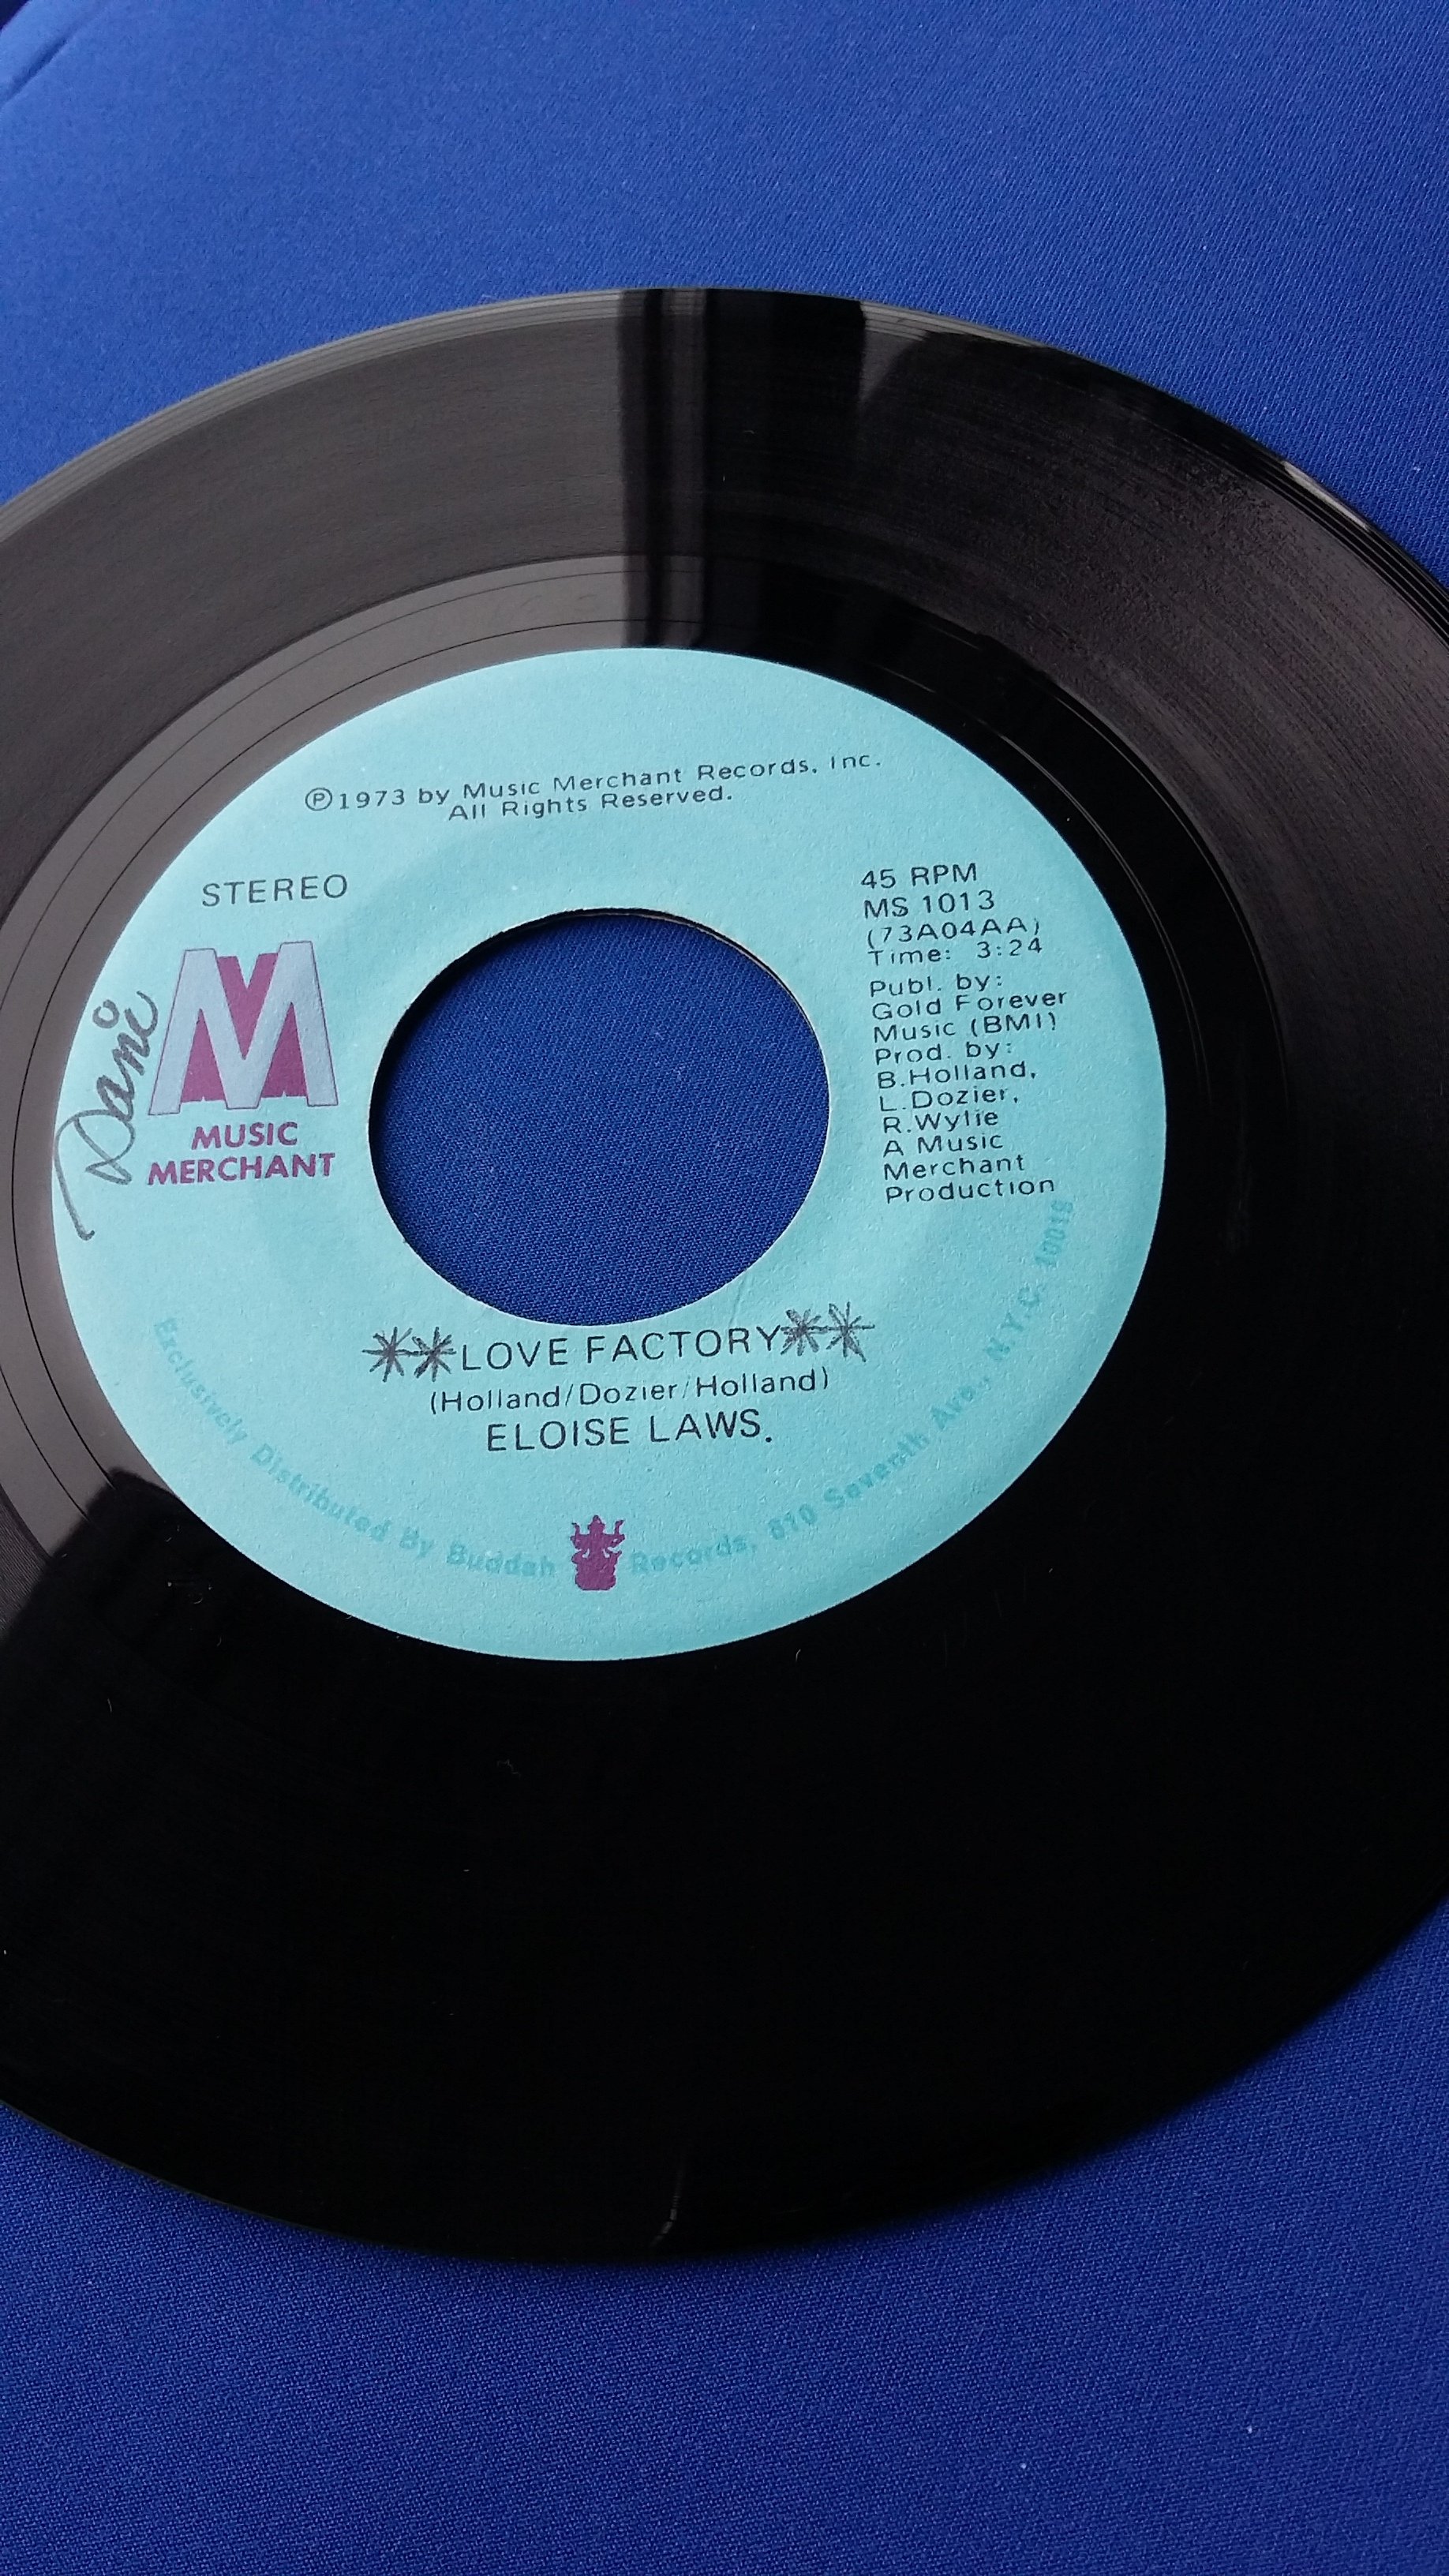 ℗1973 by Music Merchant Records, Inc.
All Rights Reserved.
STEREO
Dani
M
MUSIC
MERCHANT
45 RPM
MS 1013
(73A04AA)
Time: 3:24
Publ. by:
Gold Forever
Music (BMI)
Prod. by:
B.Holland,
L.Dozier,
R.Wylie
A Music
Merchant
Production
**LOVE FACTORY**
(Holland/Dozier/Holland)
ELOISE LAWS.
Exclusively Distributed By Buddah Records, 810 Seventh Ave., N.Y.C. 10019